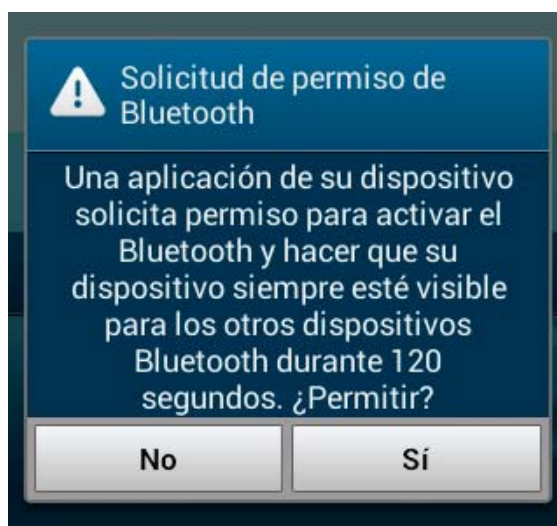 Solicitud de permiso de
Bluetooth
Una aplicación de su dispositivo
solicita permiso para activar el
Bluetooth y hacer que su
dispositivo siempre esté visible
para los otros dispositivos
Bluetooth durante 120
segundos. ¿Permitir?
No
Sí